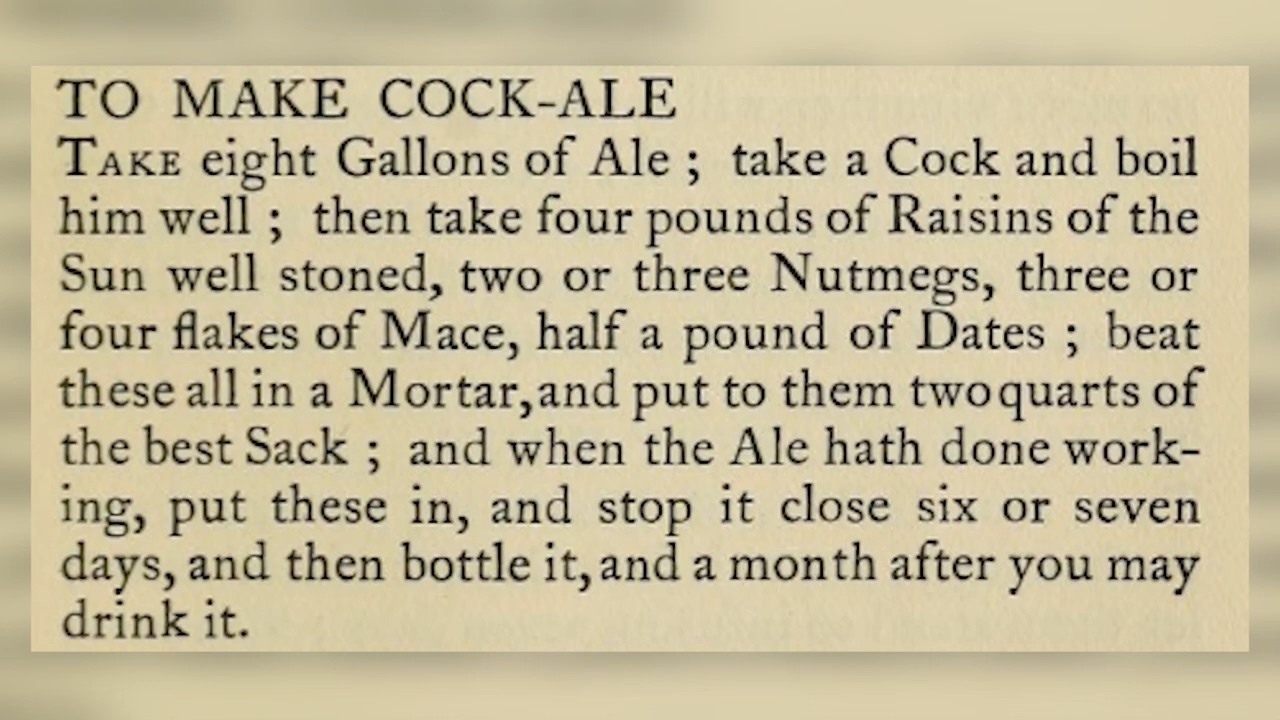 TO MAKE COCK-ALE
TAKE eight Gallons of Ale ; take a Cock and boil
him well ; then take four pounds of Raisins of the
Sun well stoned, two or three Nutmegs, three or
four flakes of Mace, half a pound of Dates ; beat
these all in a Mortar, and put to them two quarts of
the best Sack ; and when the Ale hath done work-
ing, put these in, and stop it close six or seven
days, and then bottle it, and a month after you may
drink it.